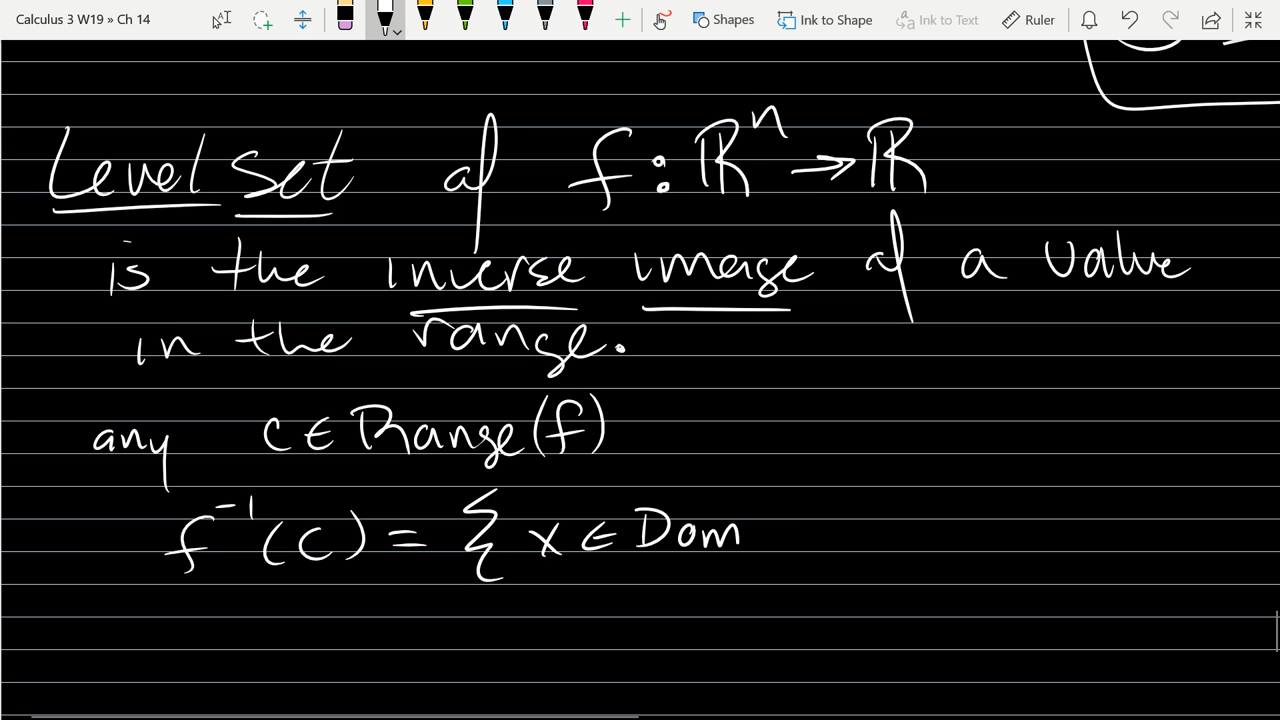 Calculus 3 W19 » Ch 14 Shapes Ink to Shape Ink to Text Ruler
Level Set of f : ℝⁿ → ℝ
is the inverse image of a value
in the range.
any c ∈ Range(f)
f⁻¹(c) = { x ∈ Dom